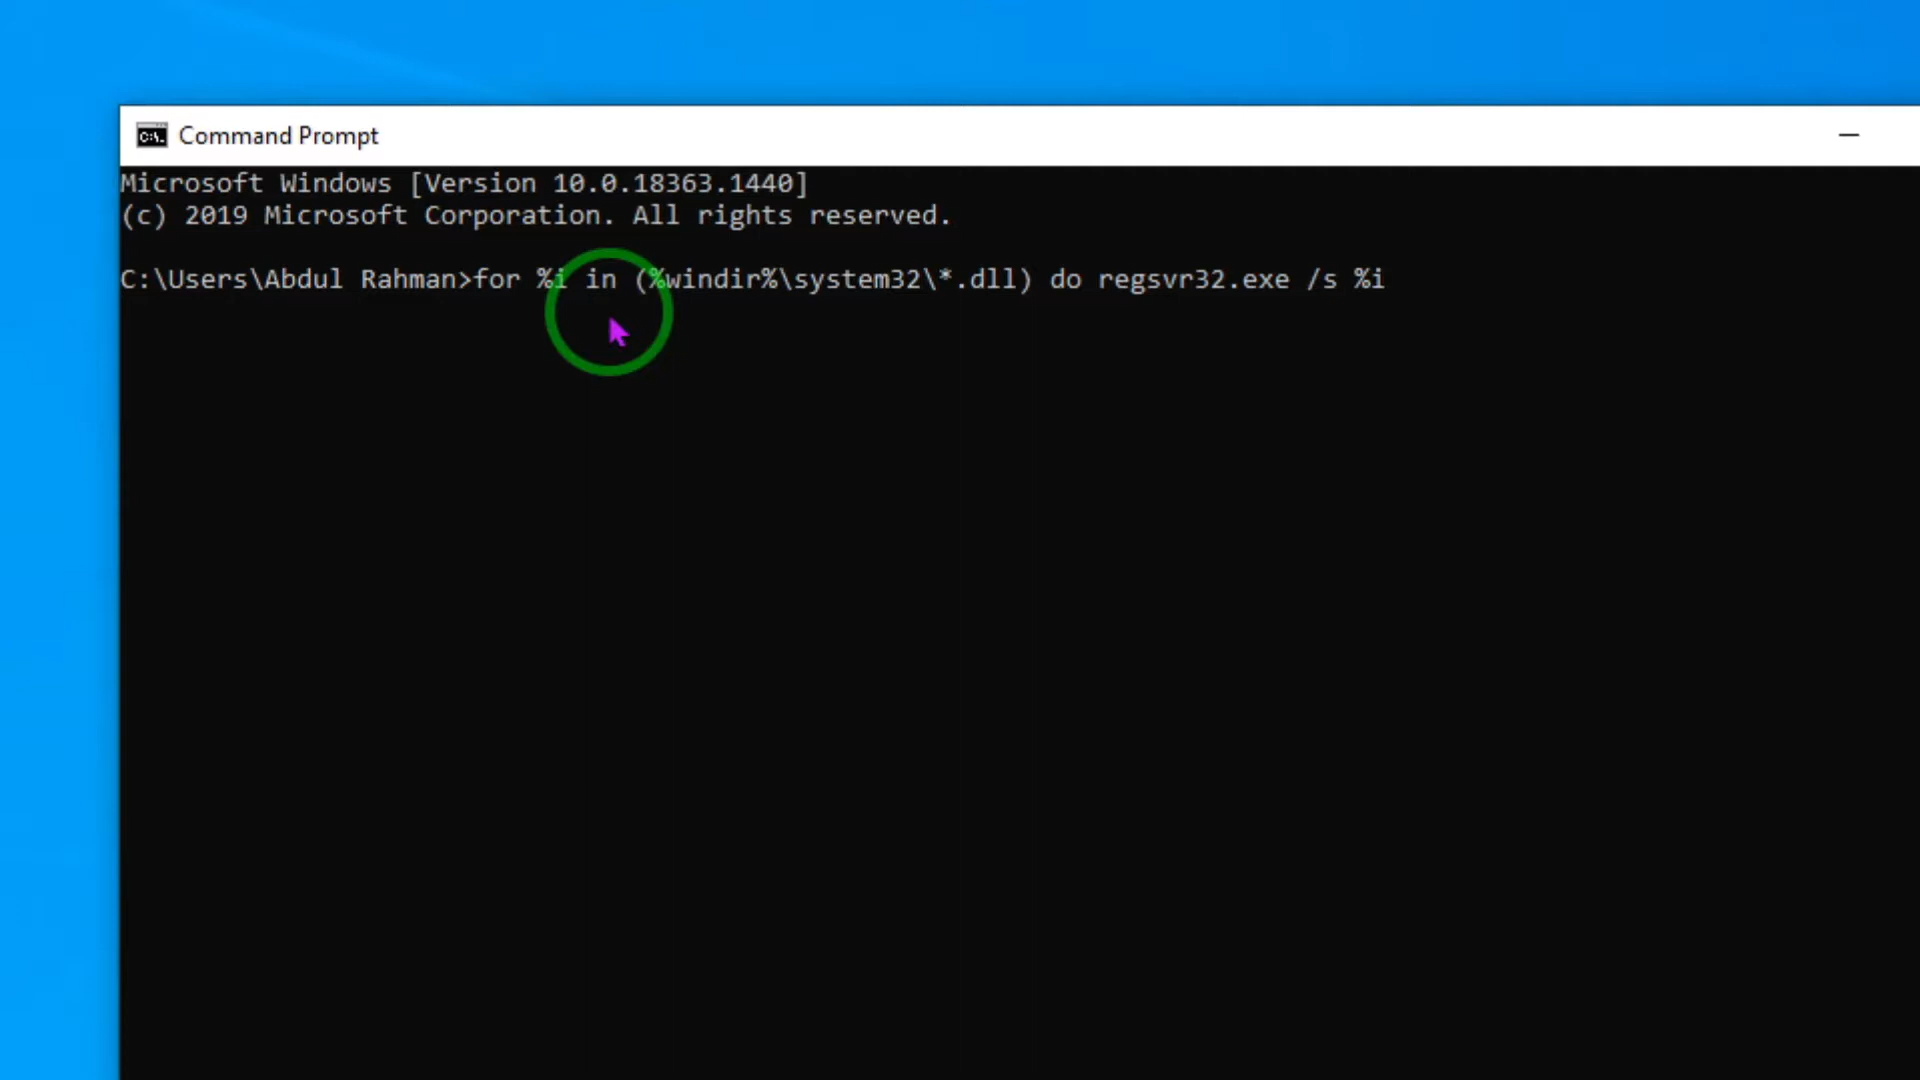 Command Prompt
Microsoft Windows [Version 10.0.18363.1440]
(c) 2019 Microsoft Corporation. All rights reserved.
C:\Users\Abdul Rahman>for %i in (%windir%\system32\*.dll) do regsvr32.exe /s %i